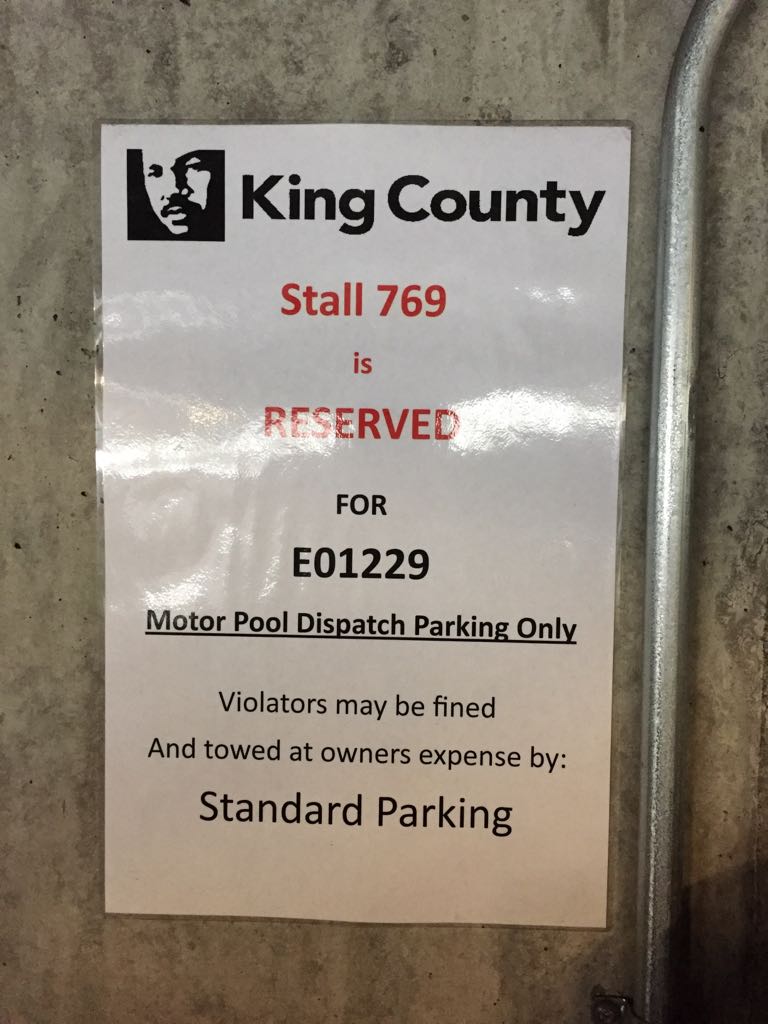 King County
Stall 769
is
RESERVED
FOR
E01229
Motor Pool Dispatch Parking Only
Violators may be fined
And towed at owners expense by:
Standard Parking